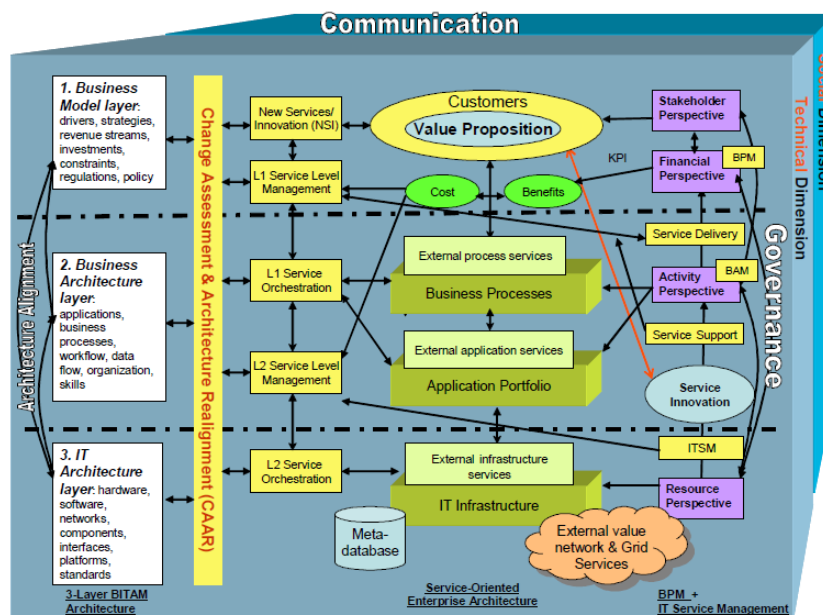 Communication
1. Business
Model layer:
drivers, strategies,
revenue streams,
investments,
constraints,
regulations, policy
2. Business
Architecture
layer:
applications,
business
processes,
workflow, data
flow, organization,
skills
3. IT
Architecture
layer: hardware,
software,
networks,
components,
interfaces,
platforms,
standards
Architecture Alignment
3-Layer BITAM
Architecture
Change Assessment & Architecture Realignment (CAAR)
New Services/
Innovation (NSI)
L1 Service Level
Management
L1 Service
Orchestration
L2 Service Level
Management
L2 Service
Orchestration
Customers
Value Proposition
Cost
Benefits
KPI
External process services
Business Processes
External application services
Application Portfolio
External infrastructure
services
IT Infrastructure
Meta-
database
External value
network & Grid
Services
Service-Oriented
Enterprise Architecture
Stakeholder
Perspective
BPM
Financial
Perspective
Service Delivery
BAM
Activity
Perspective
Service Support
Service
Innovation
ITSM
Resource
Perspective
BPM +
IT Service Management
Governance
Technical Dimension
Social Dimension